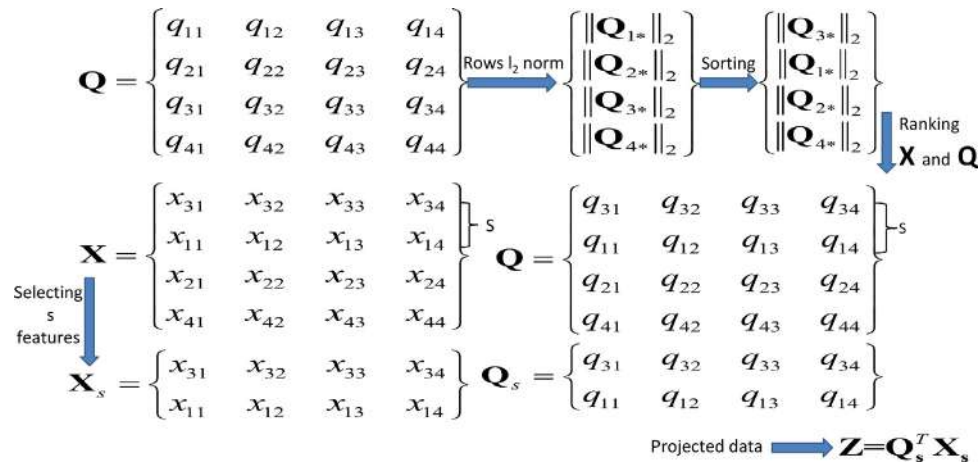 Q = { q11 q12 q13 q14 } Rows l2 norm { ‖Q1*‖2 } Sorting { ‖Q3*‖2 }
q21 q22 q23 q24 ‖Q2*‖2 ‖Q1*‖2
q31 q32 q33 q34 ‖Q3*‖2 ‖Q2*‖2
q41 q42 q43 q44 ‖Q4*‖2 ‖Q4*‖2
Ranking
X and Q
X = { x31 x32 x33 x34 } S
x11 x12 x13 x14
x21 x22 x23 x24
x41 x42 x43 x44
Q = { q31 q32 q33 q34 } S
q11 q12 q13 q14
q21 q22 q23 q24
q41 q42 q43 q44
Selecting
s
features
Xs = { x31 x32 x33 x34 }
x11 x12 x13 x14
Qs = { q31 q32 q33 q34 }
q11 q12 q13 q14
Projected data Z=Qs^T Xs